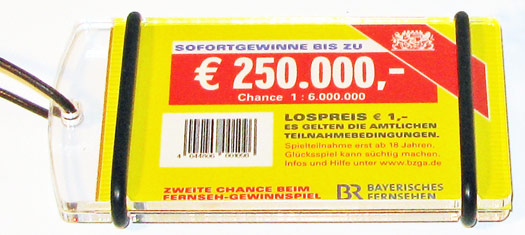 SOFORTGEWINNE BIS ZU
€ 250.000,-
Chance 1 : 6.000.000
LOSPREIS € 1,-
ES GELTEN DIE AMTLICHEN
TEILNAHMEBEDINGUNGEN.
Spielteilnahme erst ab 18 Jahren.
Glücksspiel kann süchtig machen.
Infos und Hilfe unter www.bzga.de
ZWEITE CHANCE BEIM
FERNSEH-GEWINNSPIEL
BR BAYERISCHES
FERNSEHEN